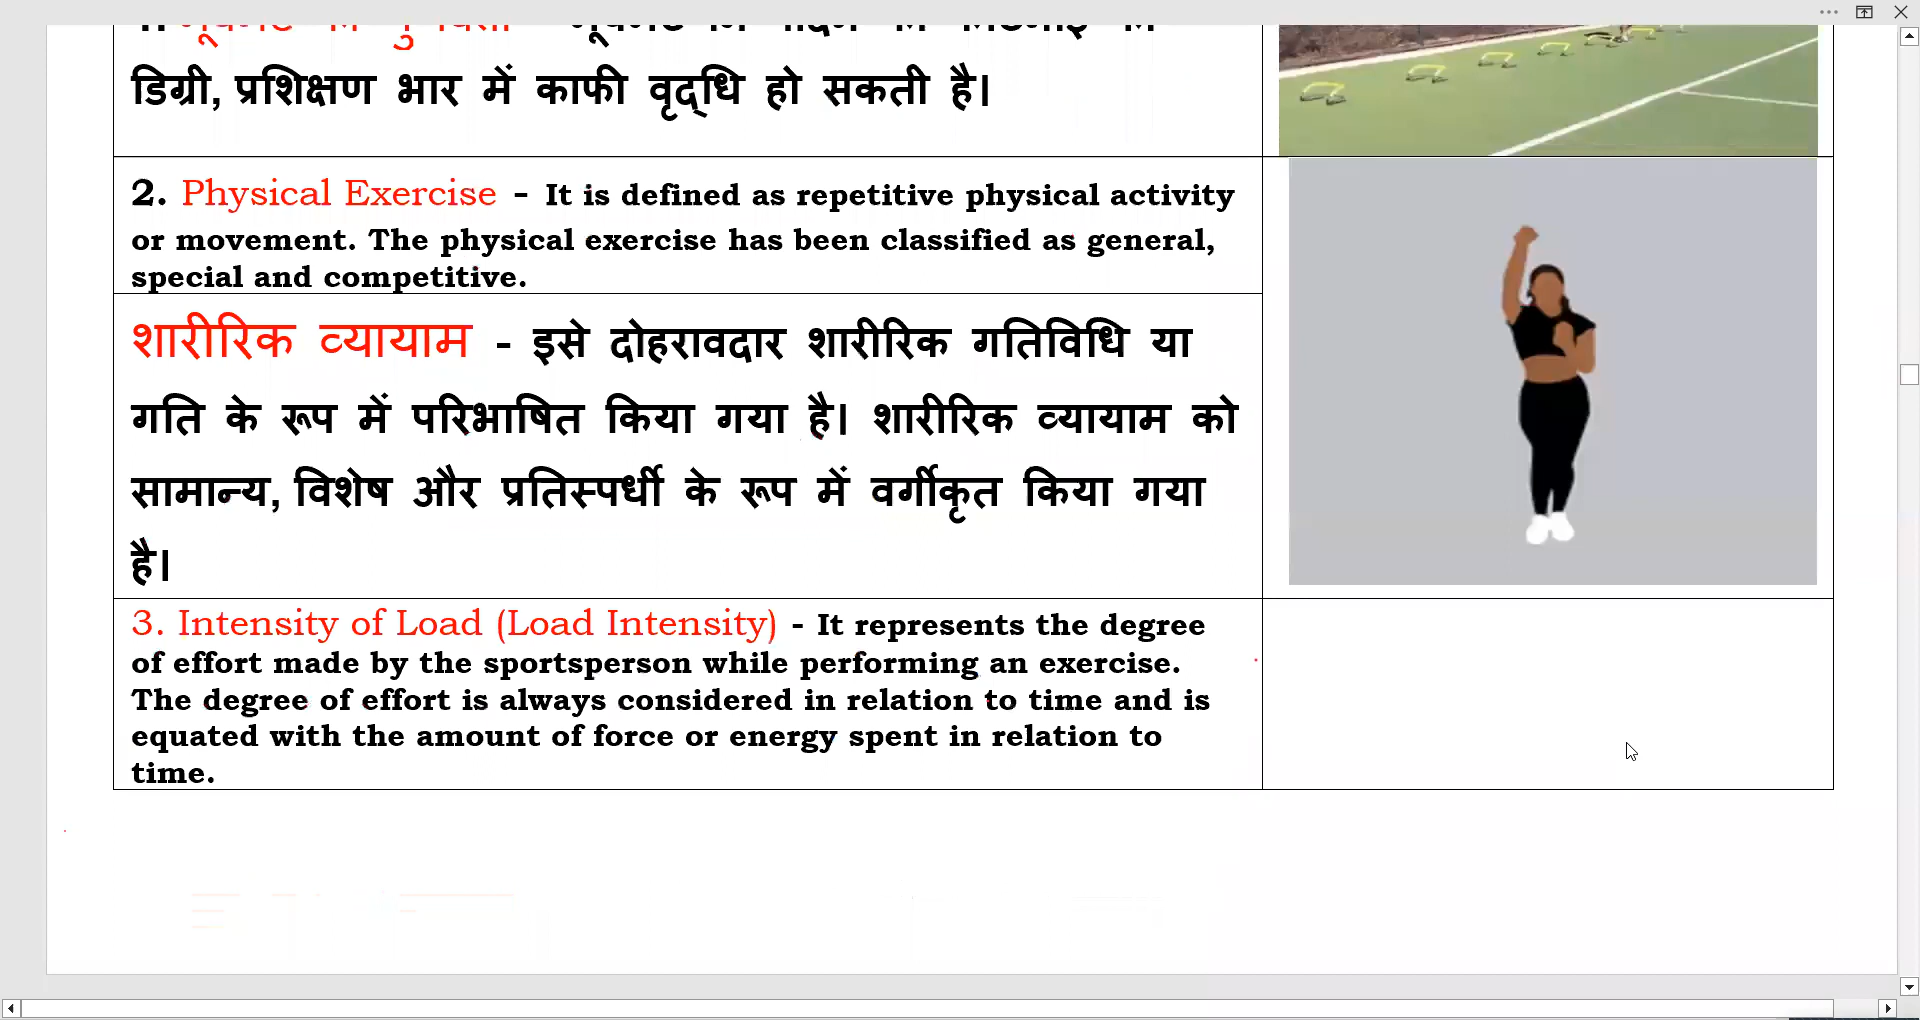 डिग्री, प्रशिक्षण भार में काफी वृद्धि हो सकती है।
2. Physical Exercise - It is defined as repetitive physical activity
or movement. The physical exercise has been classified as general,
special and competitive.
शारीरिक व्यायाम - इसे दोहरावदार शारीरिक गतिविधि या
गति के रूप में परिभाषित किया गया है। शारीरिक व्यायाम को
सामान्य, विशेष और प्रतिस्पर्धी के रूप में वर्गीकृत किया गया
है।
3. Intensity of Load (Load Intensity) - It represents the degree
of effort made by the sportsperson while performing an exercise.
The degree of effort is always considered in relation to time and is
equated with the amount of force or energy spent in relation to
time.